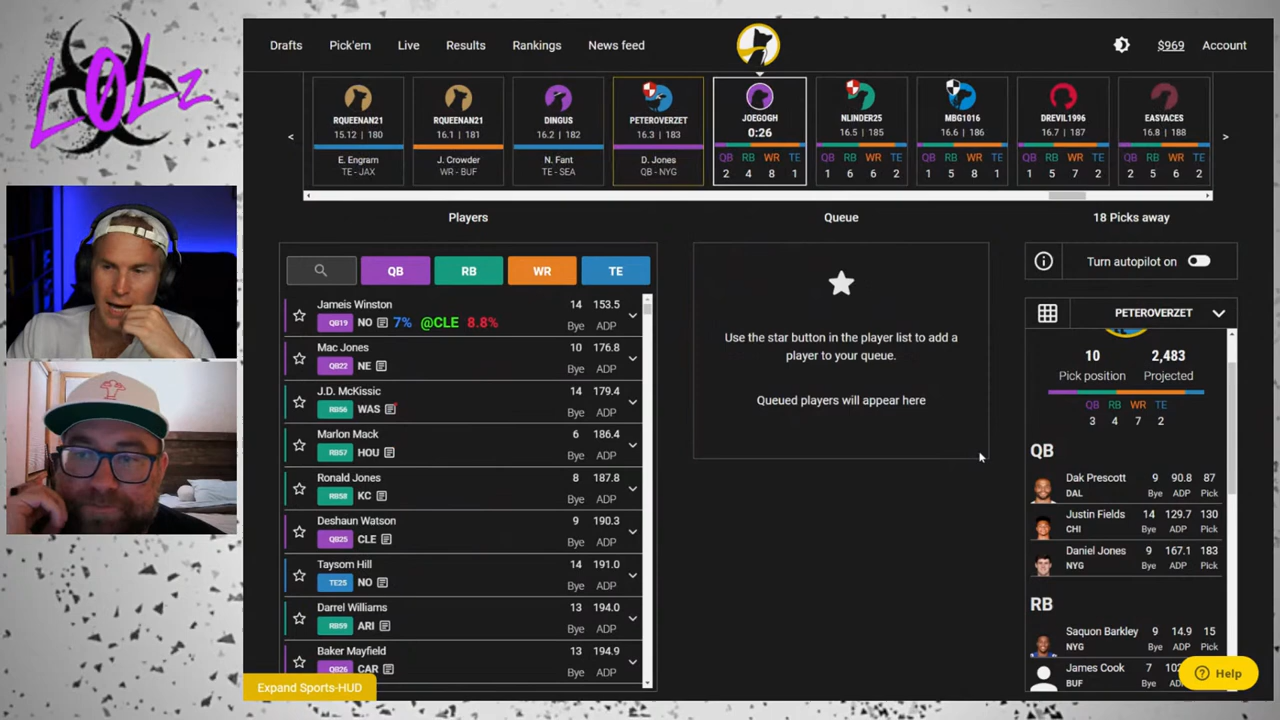 LOLz
Drafts Pick'em Live Results Rankings News feed
$969 Account
RQUEENAN21 RQUEENAN21 DINGUS PETEROVERZET JOEGOGH NLINDER25 MBG1016 DREVIL1996 EASYACES
15.12 | 180 16.1 | 181 16.2 | 182 16.3 | 183 0:26 16.5 | 185 16.6 | 186 16.7 | 187 16.8 | 188
E. Engram J. Crowder N. Fant D. Jones QB RB WR TE QB RB WR TE QB RB WR TE QB RB WR TE QB RB WR TE
TE - JAX WR - BUF TE - SEA QB - NYG 2 4 8 1 1 6 6 2 1 5 8 1 1 5 7 2 2 5 6 2
< >
Players Queue 18 Picks away
QB RB WR TE
Turn autopilot on
Jameis Winston 14 153.5
QB19 NO 7% @CLE 8.8% Bye ADP
Mac Jones 10 176.8
QB22 NE Bye ADP
J.D. McKissic 14 179.4
RB56 WAS Bye ADP
Marlon Mack 6 186.4
RB57 HOU Bye ADP
Ronald Jones 8 187.8
RB58 KC Bye ADP
Deshaun Watson 9 190.3
QB25 CLE Bye ADP
Taysom Hill 14 191.0
TE25 NO Bye ADP
Darrel Williams 13 194.0
RB59 ARI Bye ADP
Baker Mayfield 13 194.9
QB26 CAR Bye ADP
Expand Sports-HUD
Use the star button in the player list to add a
player to your queue.
Queued players will appear here
PETEROVERZET
10 2,483
Pick position Projected
QB RB WR TE
3 4 7 2
QB
Dak Prescott 9 90.8 87
DAL Bye ADP Pick
Justin Fields 14 129.7 130
CHI Bye ADP Pick
Daniel Jones 9 167.1 183
NYG Bye ADP Pick
RB
Saquon Barkley 9 14.9 15
NYG Bye ADP Pick
James Cook 7
BUF Bye
Help